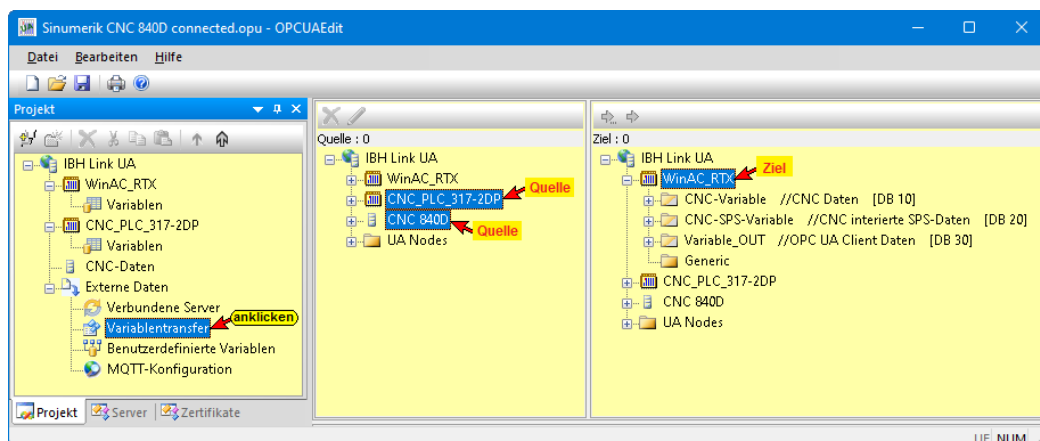 Sinumerik CNC 840D connected.opu - OPCUAEdit
Datei Bearbeiten Hilfe
Projekt
IBH Link UA
WinAC_RTX
Variablen
CNC_PLC_317-2DP
Variablen
CNC-Daten
Externe Daten
Verbundene Server
Variablentransfer
anklicken
Benutzerdefinierte Variablen
MQTT-Konfiguration
Projekt Server Zertifikate
Quelle : 0
IBH Link UA
WinAC_RTX
CNC_PLC_317-2DP
Quelle
CNC 840D
Quelle
UA Nodes
Ziel : 0
IBH Link UA
WinAC_RTX
Ziel
CNC-Variable //CNC Daten [DB 10]
CNC-SPS-Variable //CNC interierte SPS-Daten [DB 20]
Variable_OUT //OPC UA Client Daten [DB 30]
Generic
CNC_PLC_317-2DP
CNC 840D
UA Nodes
NUM